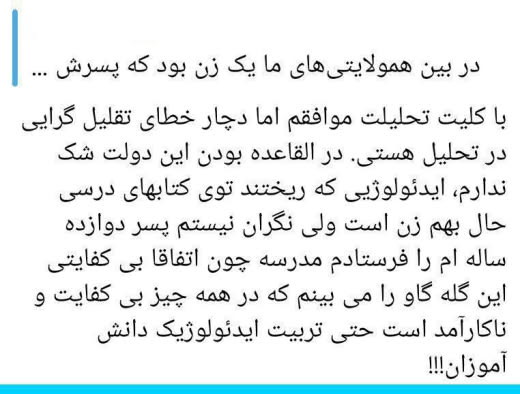 در بین همولایتی‌های ما یک زن بود که پسرش ...
با کلیت تحلیلت موافقم اما دچار خطای تقلیل گرایی
در تحلیل هستی. در القاعده بودن این دولت شک
ندارم، ایدئولوژیی که ریختند توی کتابهای درسی
حال بهم زن است ولی نگران نیستم پسر دوازده
ساله ام را فرستادم مدرسه چون اتفاقا بی کفایتی
این گله گاو را می بینم که در همه چیز بی کفایت و
ناکارآمد است حتی تربیت ایدئولوژیک دانش
آموزان!!!